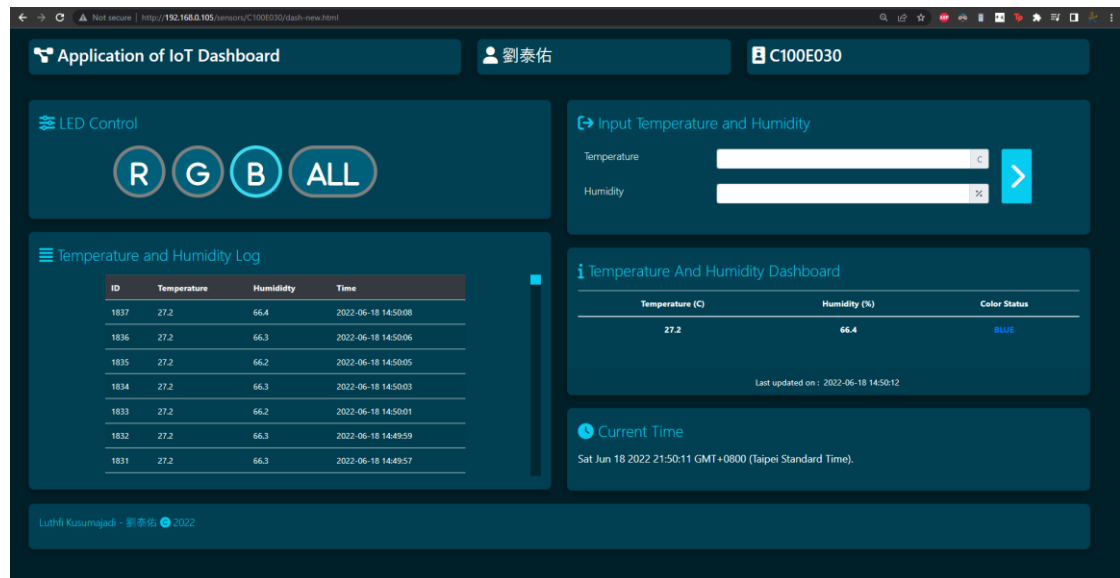 Not secure | http://192.168.0.105/sensors/C100E030/dash-new.html
Application of IoT Dashboard
劉泰佑
C100E030
LED Control
R G B ALL
Input Temperature and Humidity
Temperature C
Humidity %
Temperature and Humidity Log
ID Temperature Humididty Time
1837 27.2 66.4 2022-06-18 14:50:08
1836 27.2 66.3 2022-06-18 14:50:06
1835 27.2 66.2 2022-06-18 14:50:05
1834 27.2 66.3 2022-06-18 14:50:03
1833 27.2 66.2 2022-06-18 14:50:01
1832 27.2 66.3 2022-06-18 14:49:59
1831 27.2 66.3 2022-06-18 14:49:57
Temperature And Humidity Dashboard
Temperature (C) Humidity (%) Color Status
27.2 66.4 BLUE
Last updated on : 2022-06-18 14:50:12
Current Time
Sat Jun 18 2022 21:50:11 GMT+0800 (Taipei Standard Time).
Luthfi Kusumajadi - 劉泰佑 © 2022